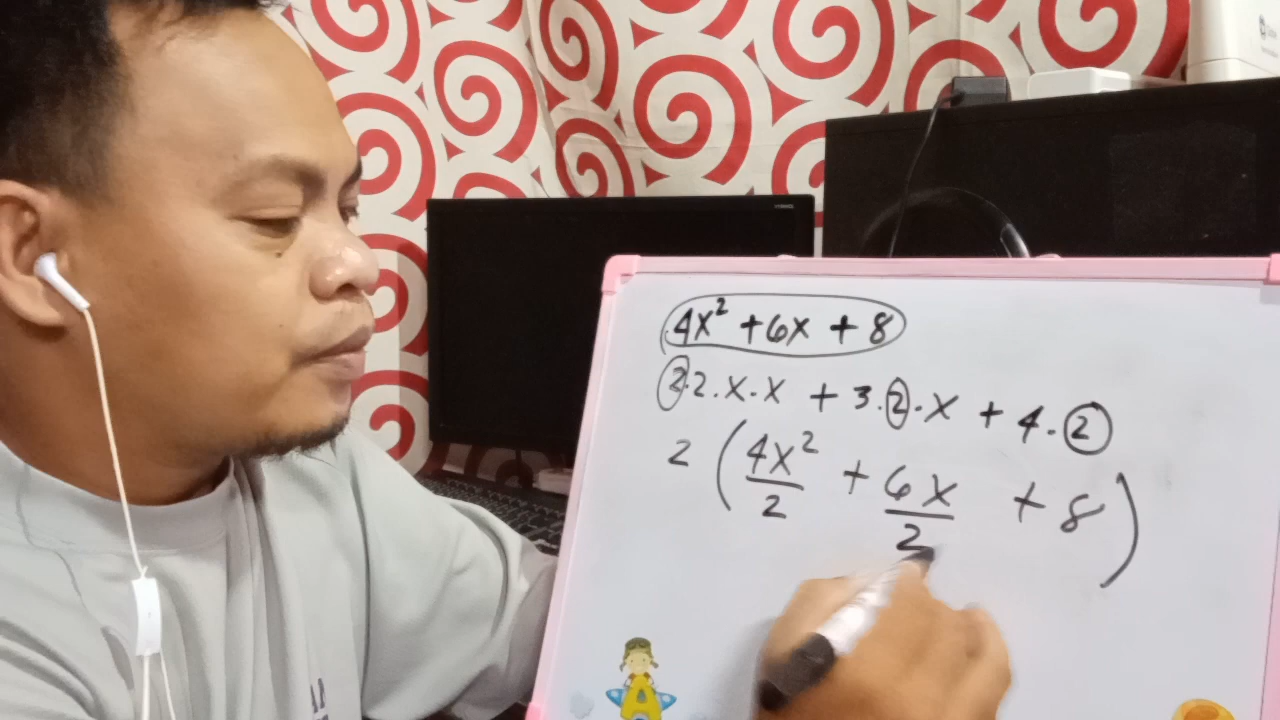 4x² + 6x + 8
2·2·x·x + 3·2·x + 4·2
2 (4x²/2 + 6x/2 + 8)
A